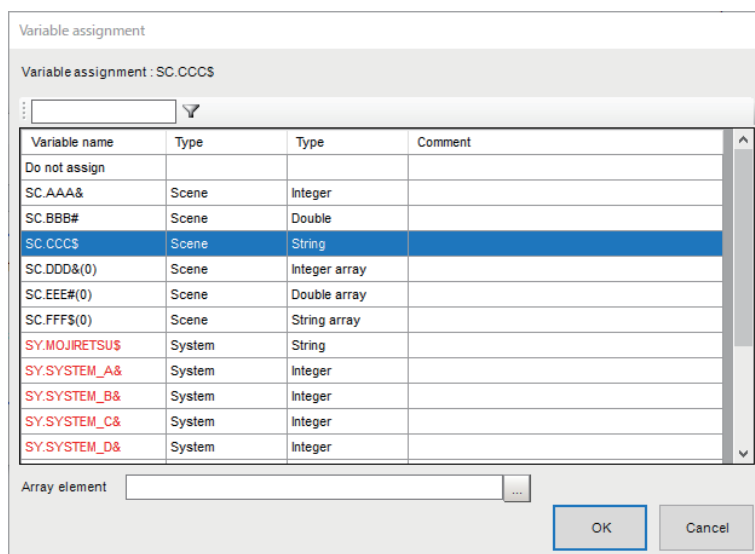 Variable assignment
Variable assignment : SC.CCC$
Variable name Type Type Comment
Do not assign
SC.AAA& Scene Integer
SC.BBB# Scene Double
SC.CCC$ Scene String
SC.DDD&(0) Scene Integer array
SC.EEE#(0) Scene Double array
SC.FFF$(0) Scene String array
SY.MOJIRETSU$ System String
SY.SYSTEM_A& System Integer
SY.SYSTEM_B& System Integer
SY.SYSTEM_C& System Integer
SY.SYSTEM_D& System Integer
Array element ...
OK Cancel